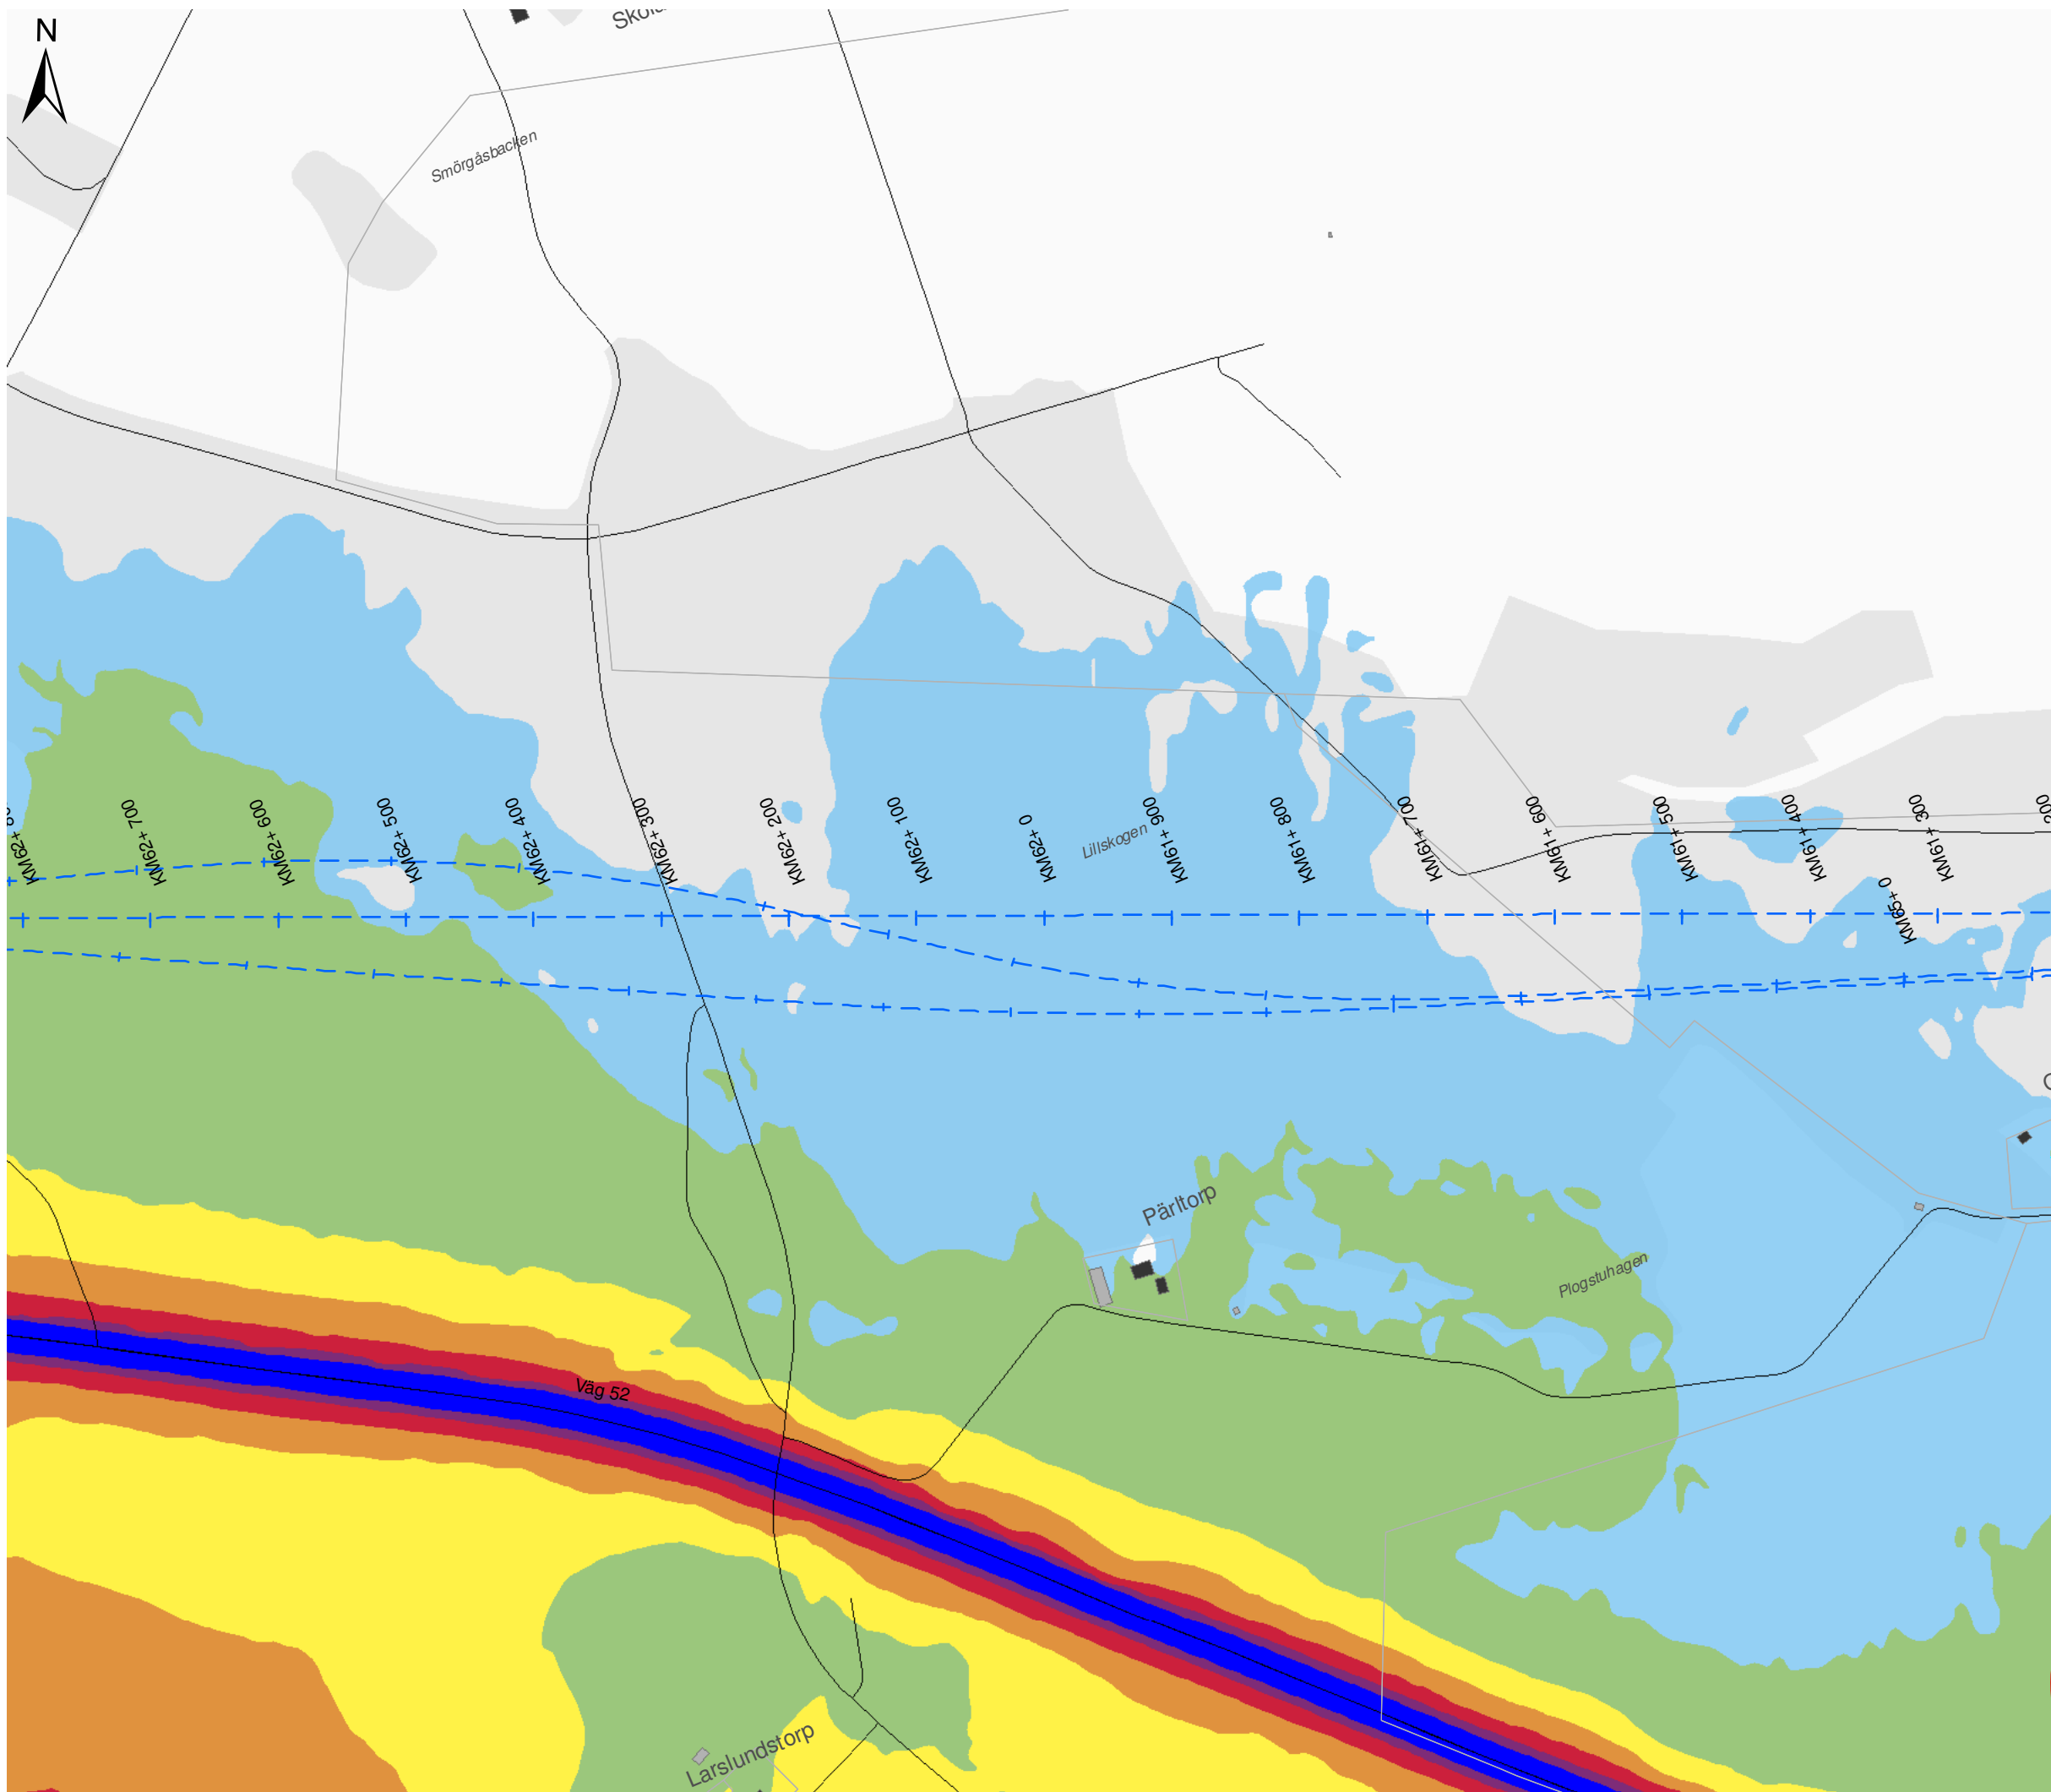 N
Smörgåsbacken
KM62+ 700
KM62+ 600
KM62+ 500
KM62+ 400
KM62+ 300
KM62+ 200
KM62+ 100
KM62+ 0
Lillskogen
KM61+ 900
KM61+ 800
KM61+ 700
KM61+ 600
KM61+ 500
KM61+ 400
KM61+ 300
KM65+ 0
Pärltorp
Plogstuhagen
Väg 52
Larslundstorp